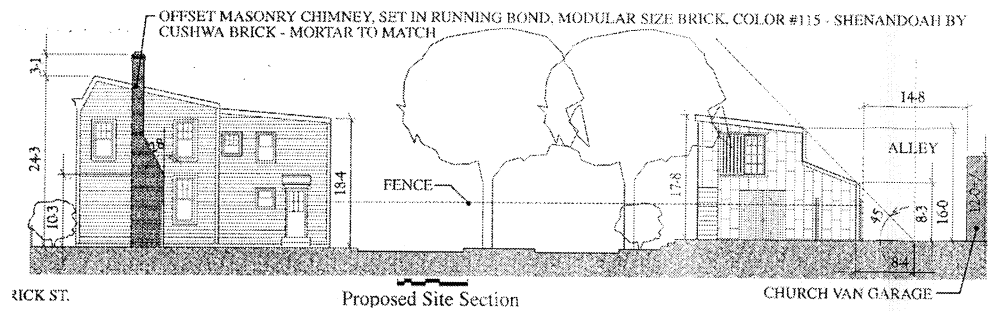 OFFSET MASONRY CHIMNEY, SET IN RUNNING BOND, MODULAR SIZE BRICK, COLOR #115 - SHENANDOAH BY
CUSHWA BRICK - MORTAR TO MATCH
3-1
24-3
10-3
18-4
FENCE
17-8
14-8
ALLEY
45
8-3
16-0
12-0
8-4
RICK ST.
Proposed Site Section
CHURCH VAN GARAGE